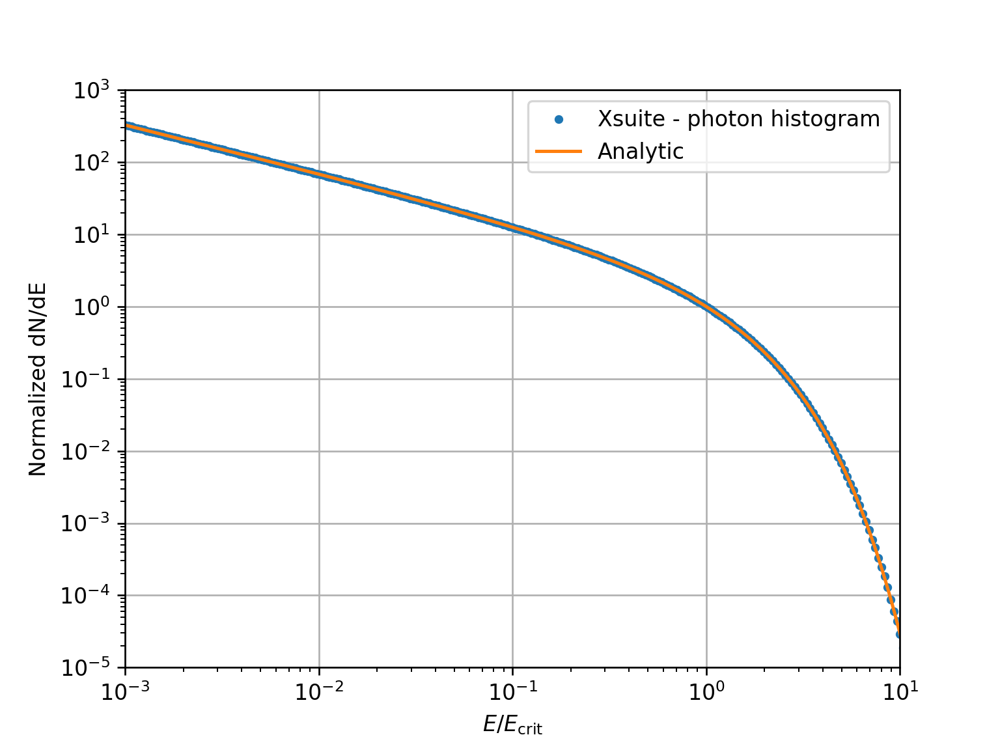 10³
10²
10¹
10⁰
10⁻¹
10⁻²
10⁻³
10⁻⁴
10⁻⁵
Normalized dN/dE
Xsuite - photon histogram
Analytic
10⁻³ 10⁻² 10⁻¹ 10⁰ 10¹
E/E_crit